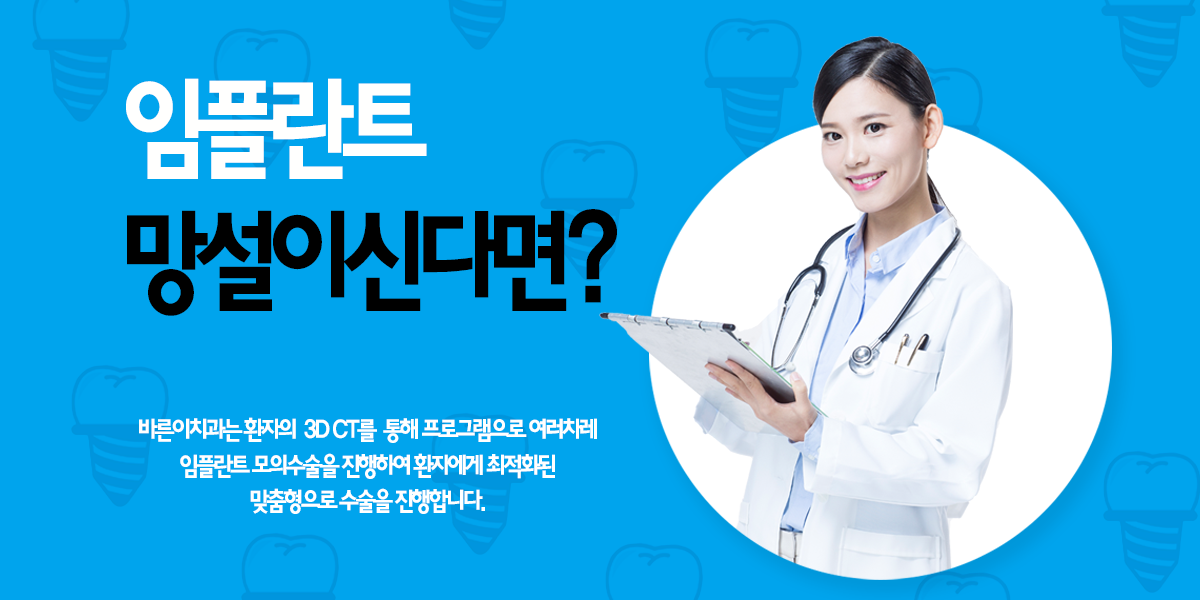 임플란트
망설이신다면?
바른이치과는 환자의 3D CT를 통해 프로그램으로 여러차례
임플란트 모의수술을 진행하여 환자에게 최적화된
맞춤형으로 수술을 진행합니다.